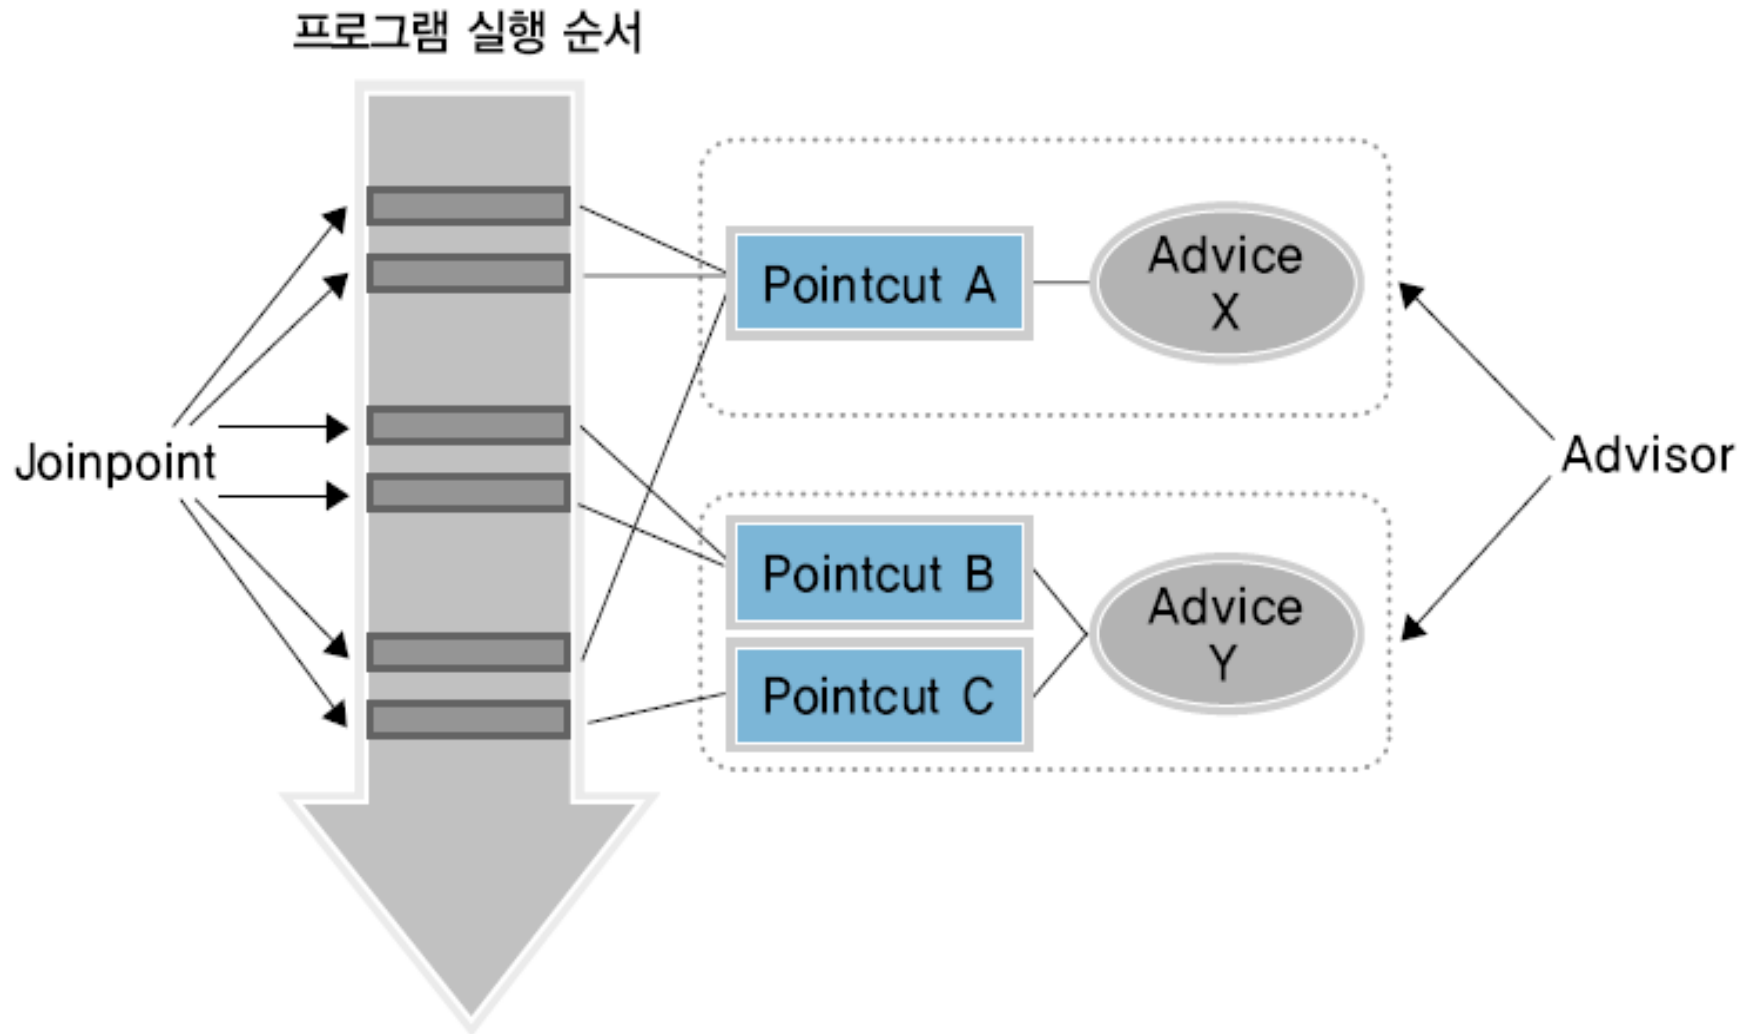 프로그램 실행 순서
Joinpoint
Pointcut A
Advice
X
Pointcut B
Pointcut C
Advice
Y
Advisor